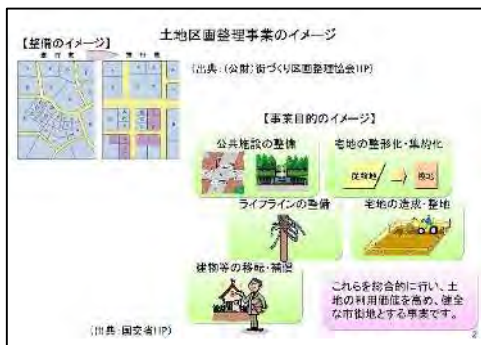 土地区画整理事業のイメージ
【整備のイメージ】
(出典:(公財)街づくり区画整理協会HP)
【事業目的のイメージ】
公共施設の整備
宅地の整形化・集約化
従前地
換地
ライフラインの整備
宅地の造成・整地
建物等の移転・補償
これらを総合的に行い、土
地の利用価値を高め、健全
な市街地とする事業です。
(出典:国交省HP)
2